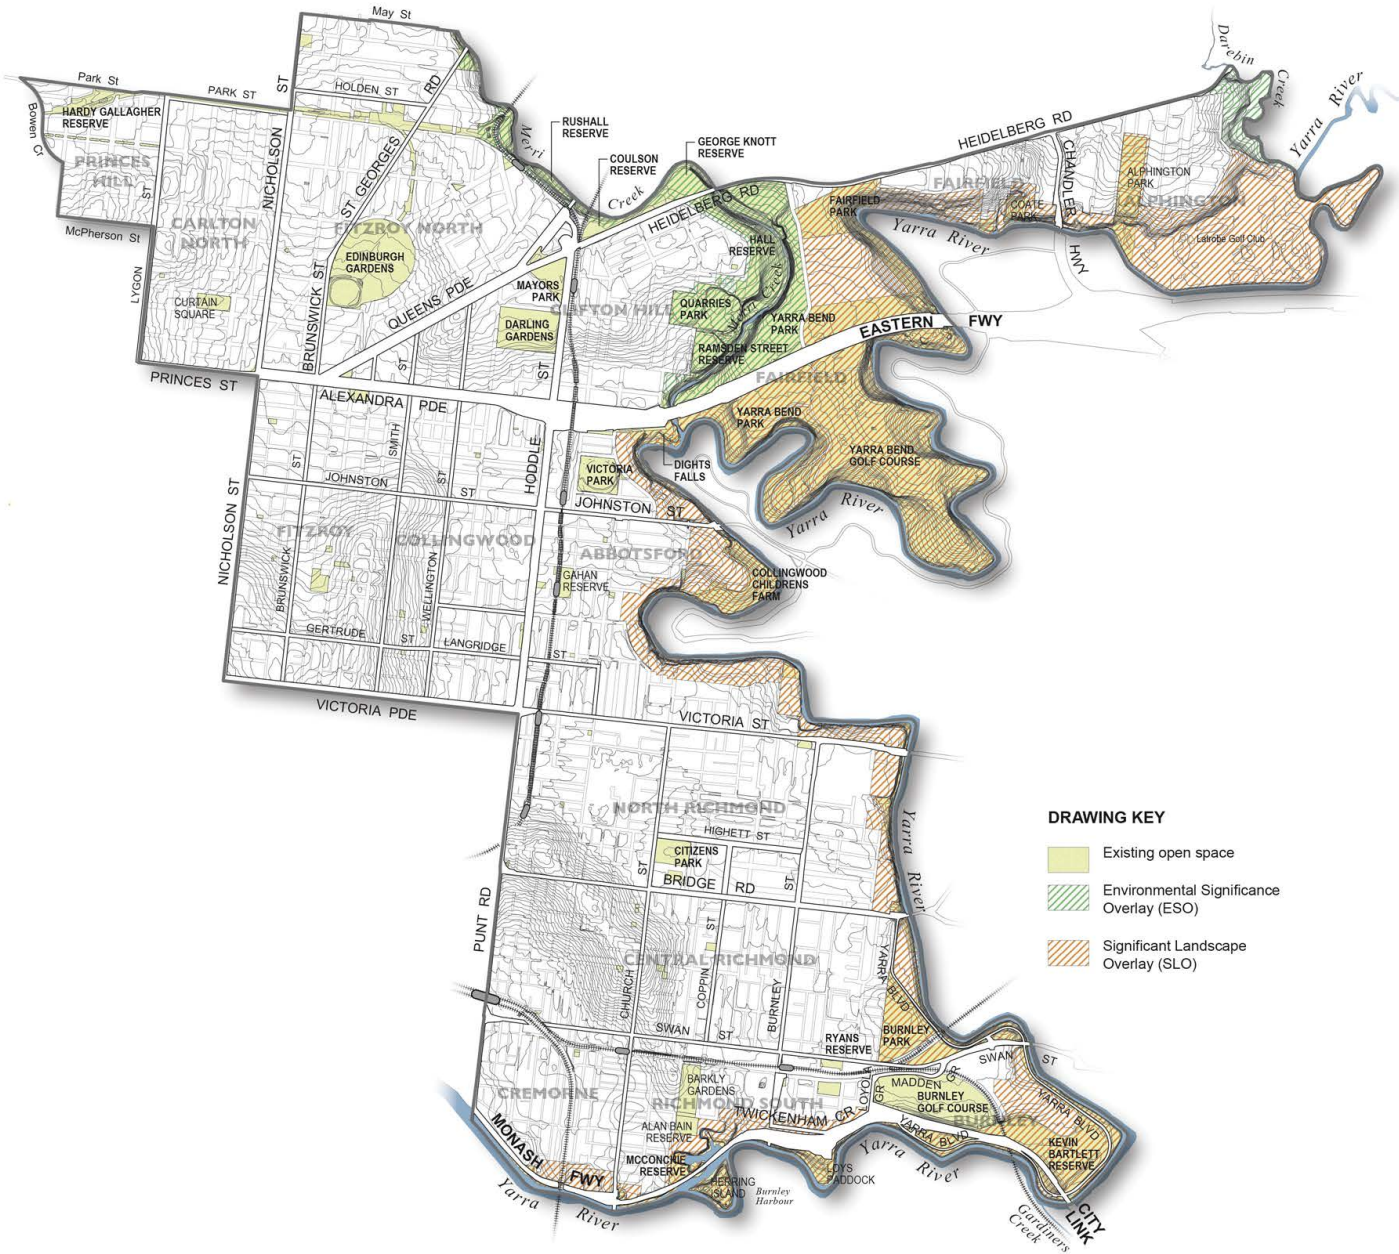 May St
Park St
PARK ST
HOLDEN ST
RD
ST
NICHOLSON
Bowen Cr
HARDY GALLAGHER
RESERVE
PRINCES
HILL
ST
LYGON
McPherson St
CARLTON
NORTH
CURTAIN
SQUARE
ST GEORGES
FITZROY NORTH
EDINBURGH
GARDENS
BRUNSWICK ST
QUEENS PDE
Merri
Creek
RUSHALL
RESERVE
COULSON
RESERVE
GEORGE KNOTT
RESERVE
HEIDELBERG RD
HEIDELBERG RD
MAYORS
PARK
DARLING
GARDENS
CLIFTON HILL
HALL
RESERVE
QUARRIES
PARK
Merri Creek
YARRA BEND
PARK
RAMSDEN STREET
RESERVE
FAIRFIELD
FAIRFIELD
PARK
Yarra River
FAIRFIELD
COATE
PARK
CHANDLER
HWY
ALPHINGTON
PARK
ALPHINGTON
Latrobe Golf Club
Darebin
Creek
Yarra River
EASTERN
FWY
YARRA BEND
PARK
YARRA BEND
GOLF COURSE
Yarra River
DIGHTS
FALLS
PRINCES ST
ALEXANDRA PDE
ST
ST
HODDLE
SMITH
ST
ST
JOHNSTON
ST
JOHNSTON ST
VICTORIA
PARK
NICHOLSON ST
FITZROY
BRUNSWICK
COLLINGWOOD
WELLINGTON
ABBOTSFORD
GAHAN
RESERVE
COLLINGWOOD
CHILDRENS
FARM
GERTRUDE
ST
LANGRIDGE
ST
VICTORIA PDE
VICTORIA ST
NORTH RICHMOND
HIGHETT ST
CITIZENS
PARK
ST
BRIDGE RD
ST
Yarra River
PUNT RD
CENTRAL RICHMOND
CHURCH
COPPIN
ST
BURNLEY
YARRA BLVD
SWAN
ST
RYANS
RESERVE
BURNLEY
PARK
SWAN
ST
CREMORNE
BARKLY
GARDENS
RICHMOND SOUTH
TWICKENHAM CR
LOYOLA
GR
MADDEN
GR
BURNLEY
GOLF COURSE
BURNLEY
YARRA BLVD
YARRA BLVD
KEVIN
BARTLETT
RESERVE
ALAN BAIN
RESERVE
MCCONCHIE
RESERVE
MONASH
FWY
HERRING
ISLAND
Burnley
Harbour
LOYS
PADDOCK
Yarra River
Yarra River
Gardiners
Creek
CITY
LINK
DRAWING KEY
Existing open space
Environmental Significance
Overlay (ESO)
Significant Landscape
Overlay (SLO)